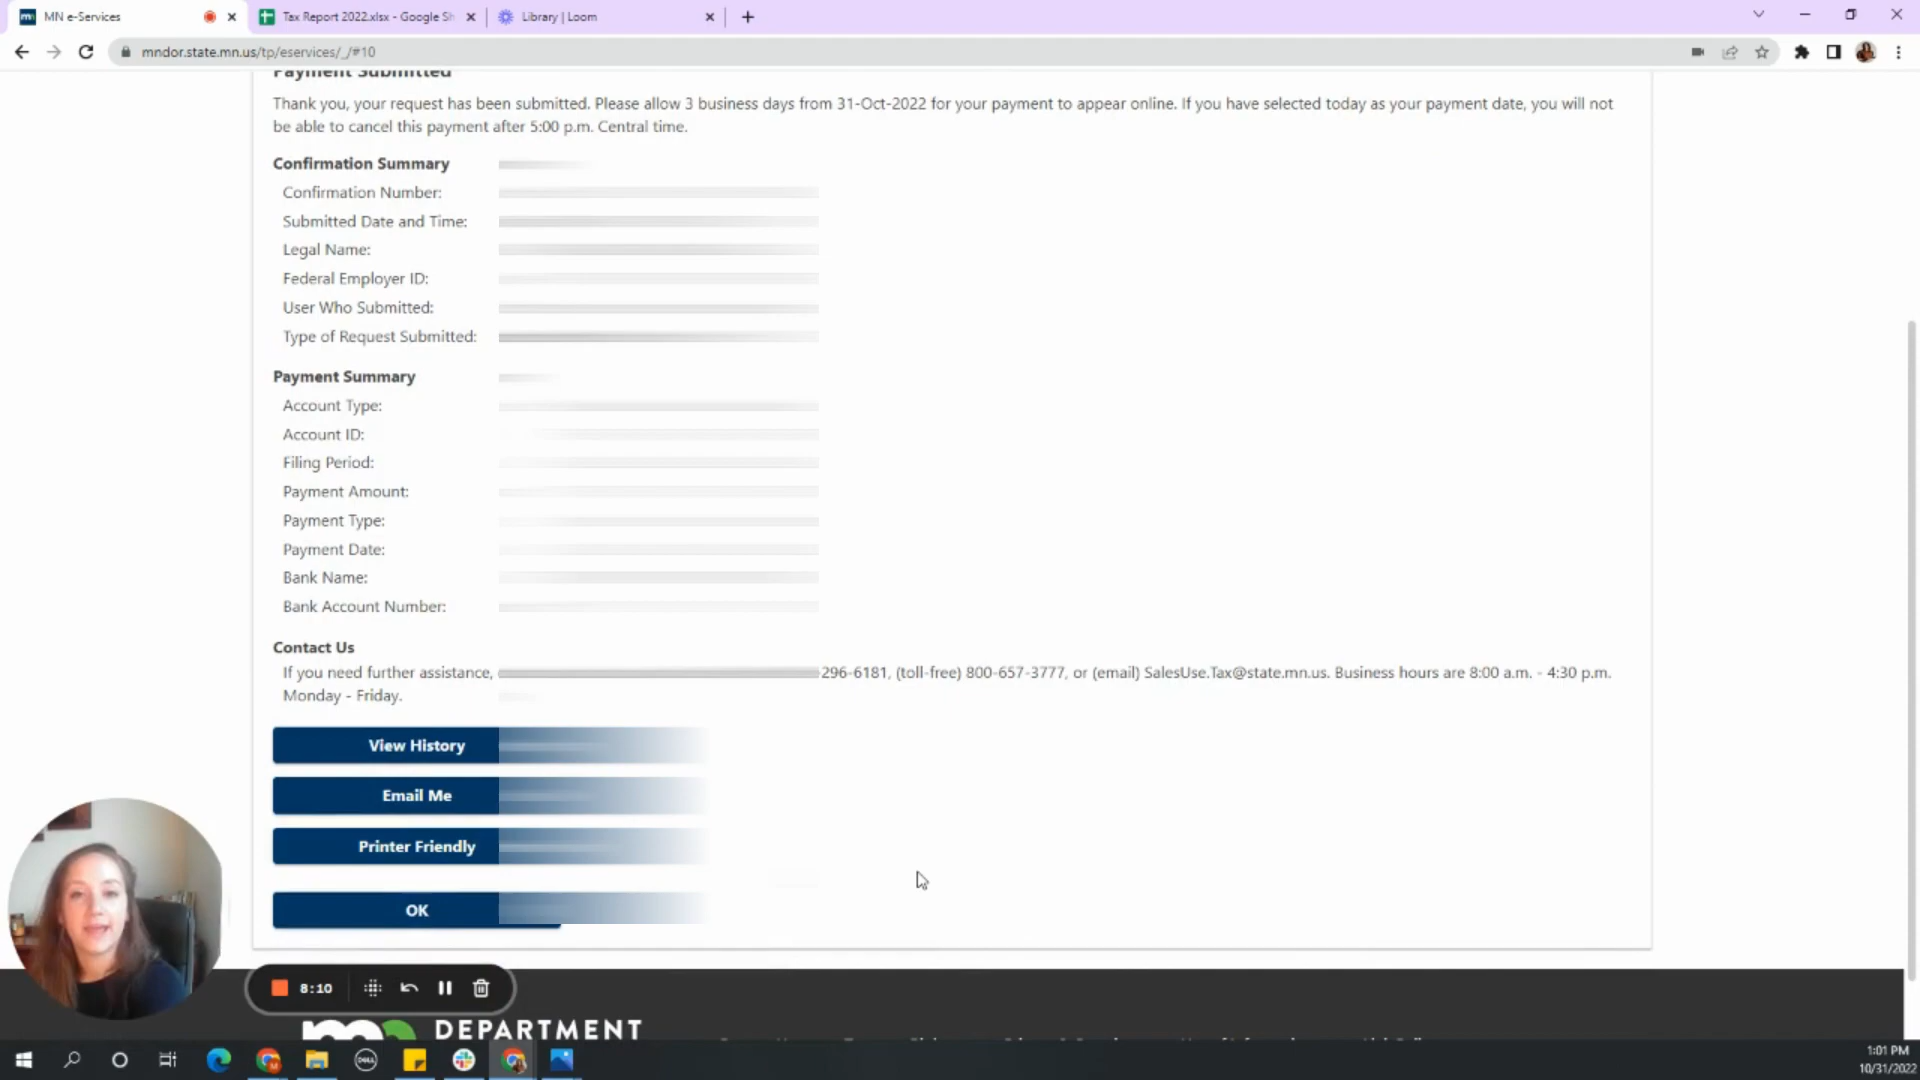 MN e-Services
Tax Report 2022.xlsx - Google Sh
Library | Loom
mndor.state.mn.us/tp/eservices/_/#10
Payment Submitted
Thank you, your request has been submitted. Please allow 3 business days from 31-Oct-2022 for your payment to appear online. If you have selected today as your payment date, you will not
be able to cancel this payment after 5:00 p.m. Central time.
Confirmation Summary
Confirmation Number:
Submitted Date and Time:
Legal Name:
Federal Employer ID:
User Who Submitted:
Type of Request Submitted:
Payment Summary
Account Type:
Account ID:
Filing Period:
Payment Amount:
Payment Type:
Payment Date:
Bank Name:
Bank Account Number:
Contact Us
If you need further assistance, 296-6181, (toll-free) 800-657-3777, or (email) SalesUse.Tax@state.mn.us. Business hours are 8:00 a.m. - 4:30 p.m.
Monday - Friday.
View History
Email Me
Printer Friendly
OK
8:10
DEPARTMENT
DELL
1:01 PM
10/31/2022